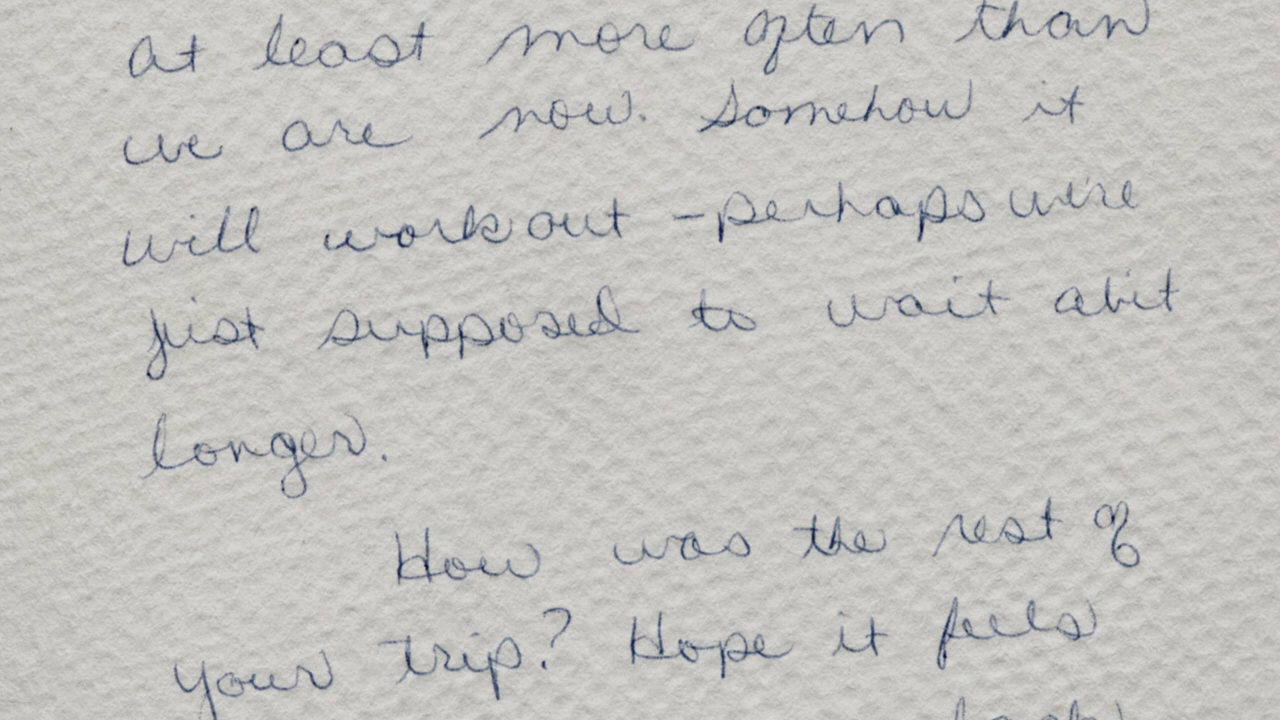 at least more often than
we are now. Somehow it
will work out - perhaps we're
just supposed to wait a bit
longer.
How was the rest of
your trip? Hope it feels